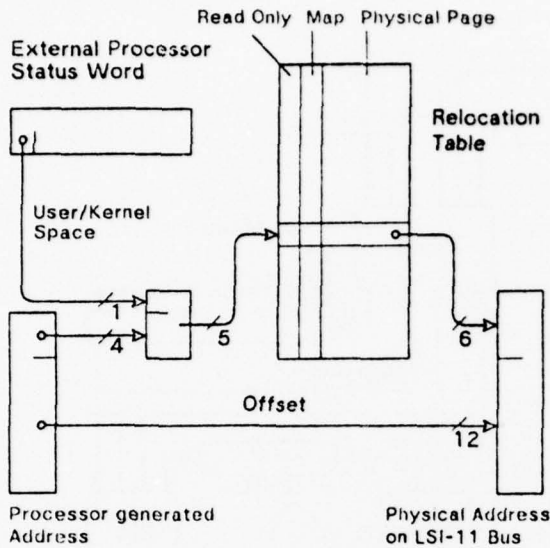 Read Only Map Physical Page
External Processor
Status Word
Relocation
Table
User/Kernel
Space
1
4
5
6
Offset
12
Processor generated
Address
Physical Address
on LSI-11 Bus